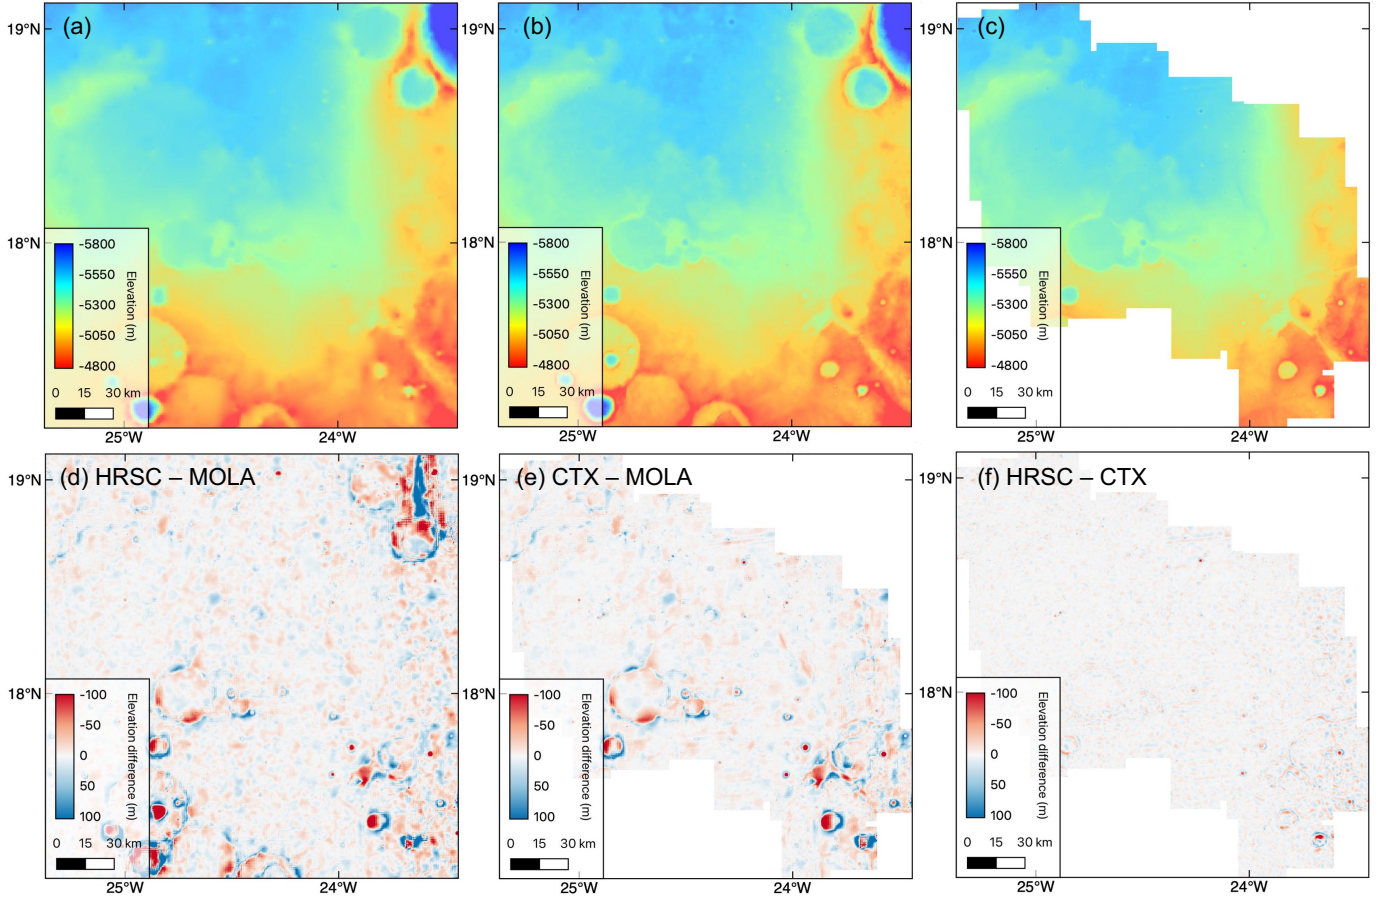 (a)
(b)
(c)
19°N
19°N
19°N
18°N
18°N
18°N
-5800
-5550
-5300
-5050
-4800
Elevation (m)
0 15 30 km
-5800
-5550
-5300
-5050
-4800
Elevation (m)
0 15 30 km
-5800
-5550
-5300
-5050
-4800
Elevation (m)
0 15 30 km
25°W 24°W
25°W 24°W
25°W 24°W
(d) HRSC – MOLA
(e) CTX – MOLA
(f) HRSC – CTX
19°N
19°N
19°N
18°N
18°N
18°N
-100
-50
0
50
100
Elevation difference (m)
0 15 30 km
-100
-50
0
50
100
Elevation difference (m)
0 15 30 km
-100
-50
0
50
100
Elevation difference (m)
0 15 30 km
25°W 24°W
25°W 24°W
25°W 24°W